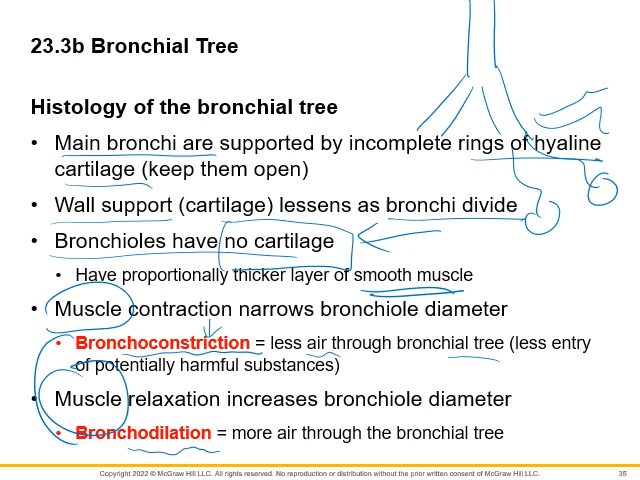 23.3b Bronchial Tree
Histology of the bronchial tree
• Main bronchi are supported by incomplete rings of hyaline
cartilage (keep them open)
• Wall support (cartilage) lessens as bronchi divide
• Bronchioles have no cartilage
• Have proportionally thicker layer of smooth muscle
• Muscle contraction narrows bronchiole diameter
• Bronchoconstriction = less air through bronchial tree (less entry
of potentially harmful substances)
• Muscle relaxation increases bronchiole diameter
• Bronchodilation = more air through the bronchial tree
Copyright 2022 © McGraw Hill LLC. All rights reserved. No reproduction or distribution without the prior written consent of McGraw Hill LLC.
35